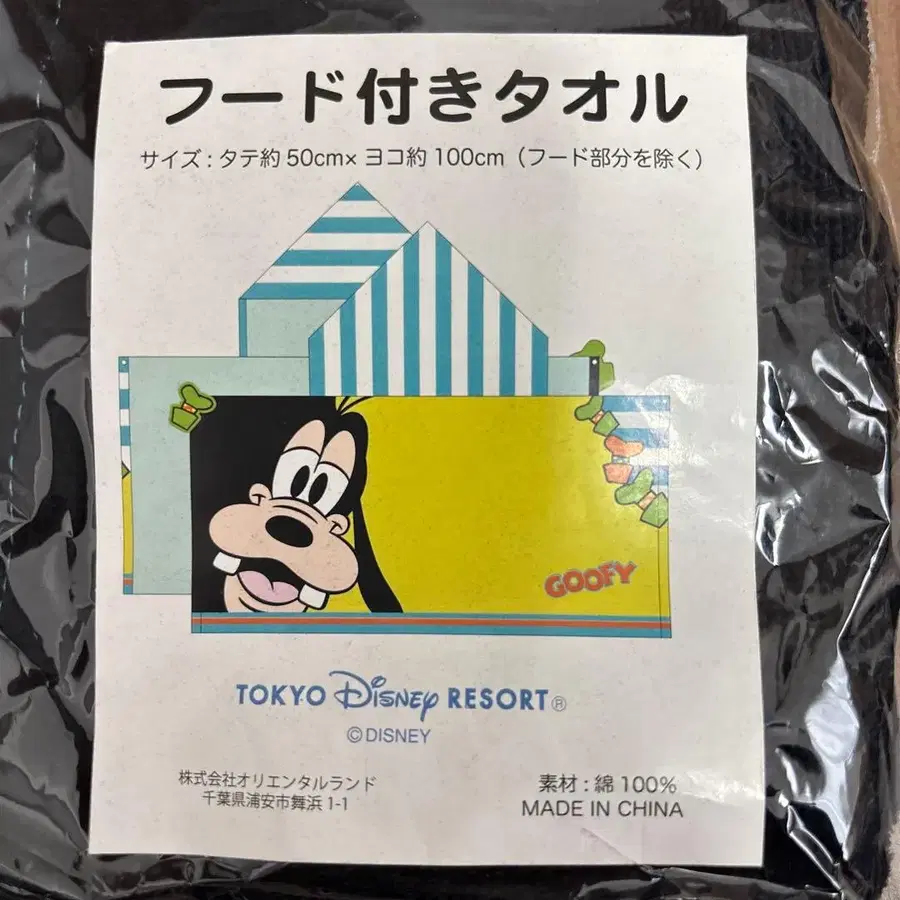 フード付きタオル
サイズ : タテ約 50cm× ヨコ約 100cm（フード部分を除く）
GOOFY
TOKYO Disney RESORT®
©DISNEY
株式会社オリエンタルランド
千葉県浦安市舞浜 1-1
素材 : 綿 100%
MADE IN CHINA